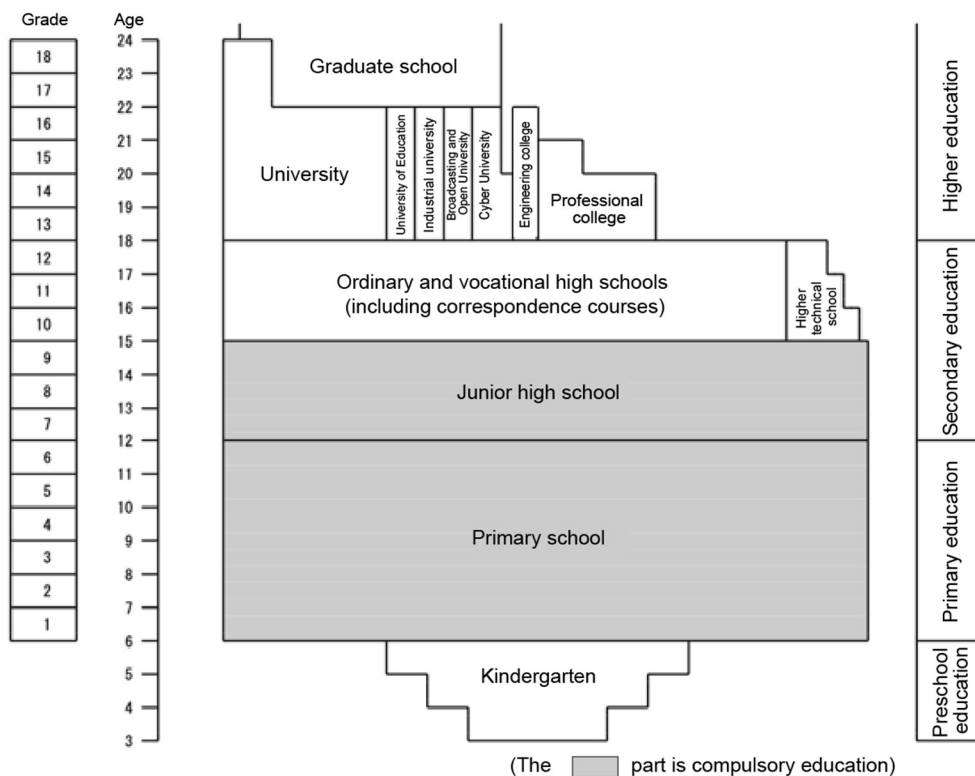 Grade
Age
18
17
16
15
14
13
12
11
10
9
8
7
6
5
4
3
2
1
24
23
22
21
20
19
18
17
16
15
14
13
12
11
10
9
8
7
6
5
4
3
Graduate school
University
University of Education
Industrial university
Broadcasting and
Open University
Cyber University
Engineering college
Professional
college
Ordinary and vocational high schools
(including correspondence courses)
Higher
technical
school
Junior high school
Primary school
Kindergarten
Higher education
Secondary education
Primary education
Preschool
education
(The part is compulsory education)